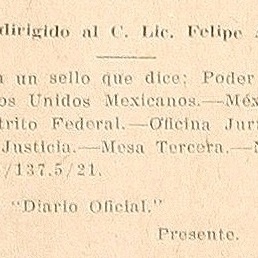 dirigido al C. Lic. Felipe
un sello que dice: Poder
os Unidos Mexicanos.—Méx
trito Federal.—Oficina Jur
Justicia.—Mesa Tercera.—
/137.5/21.
"Diario Oficial."
Presente.